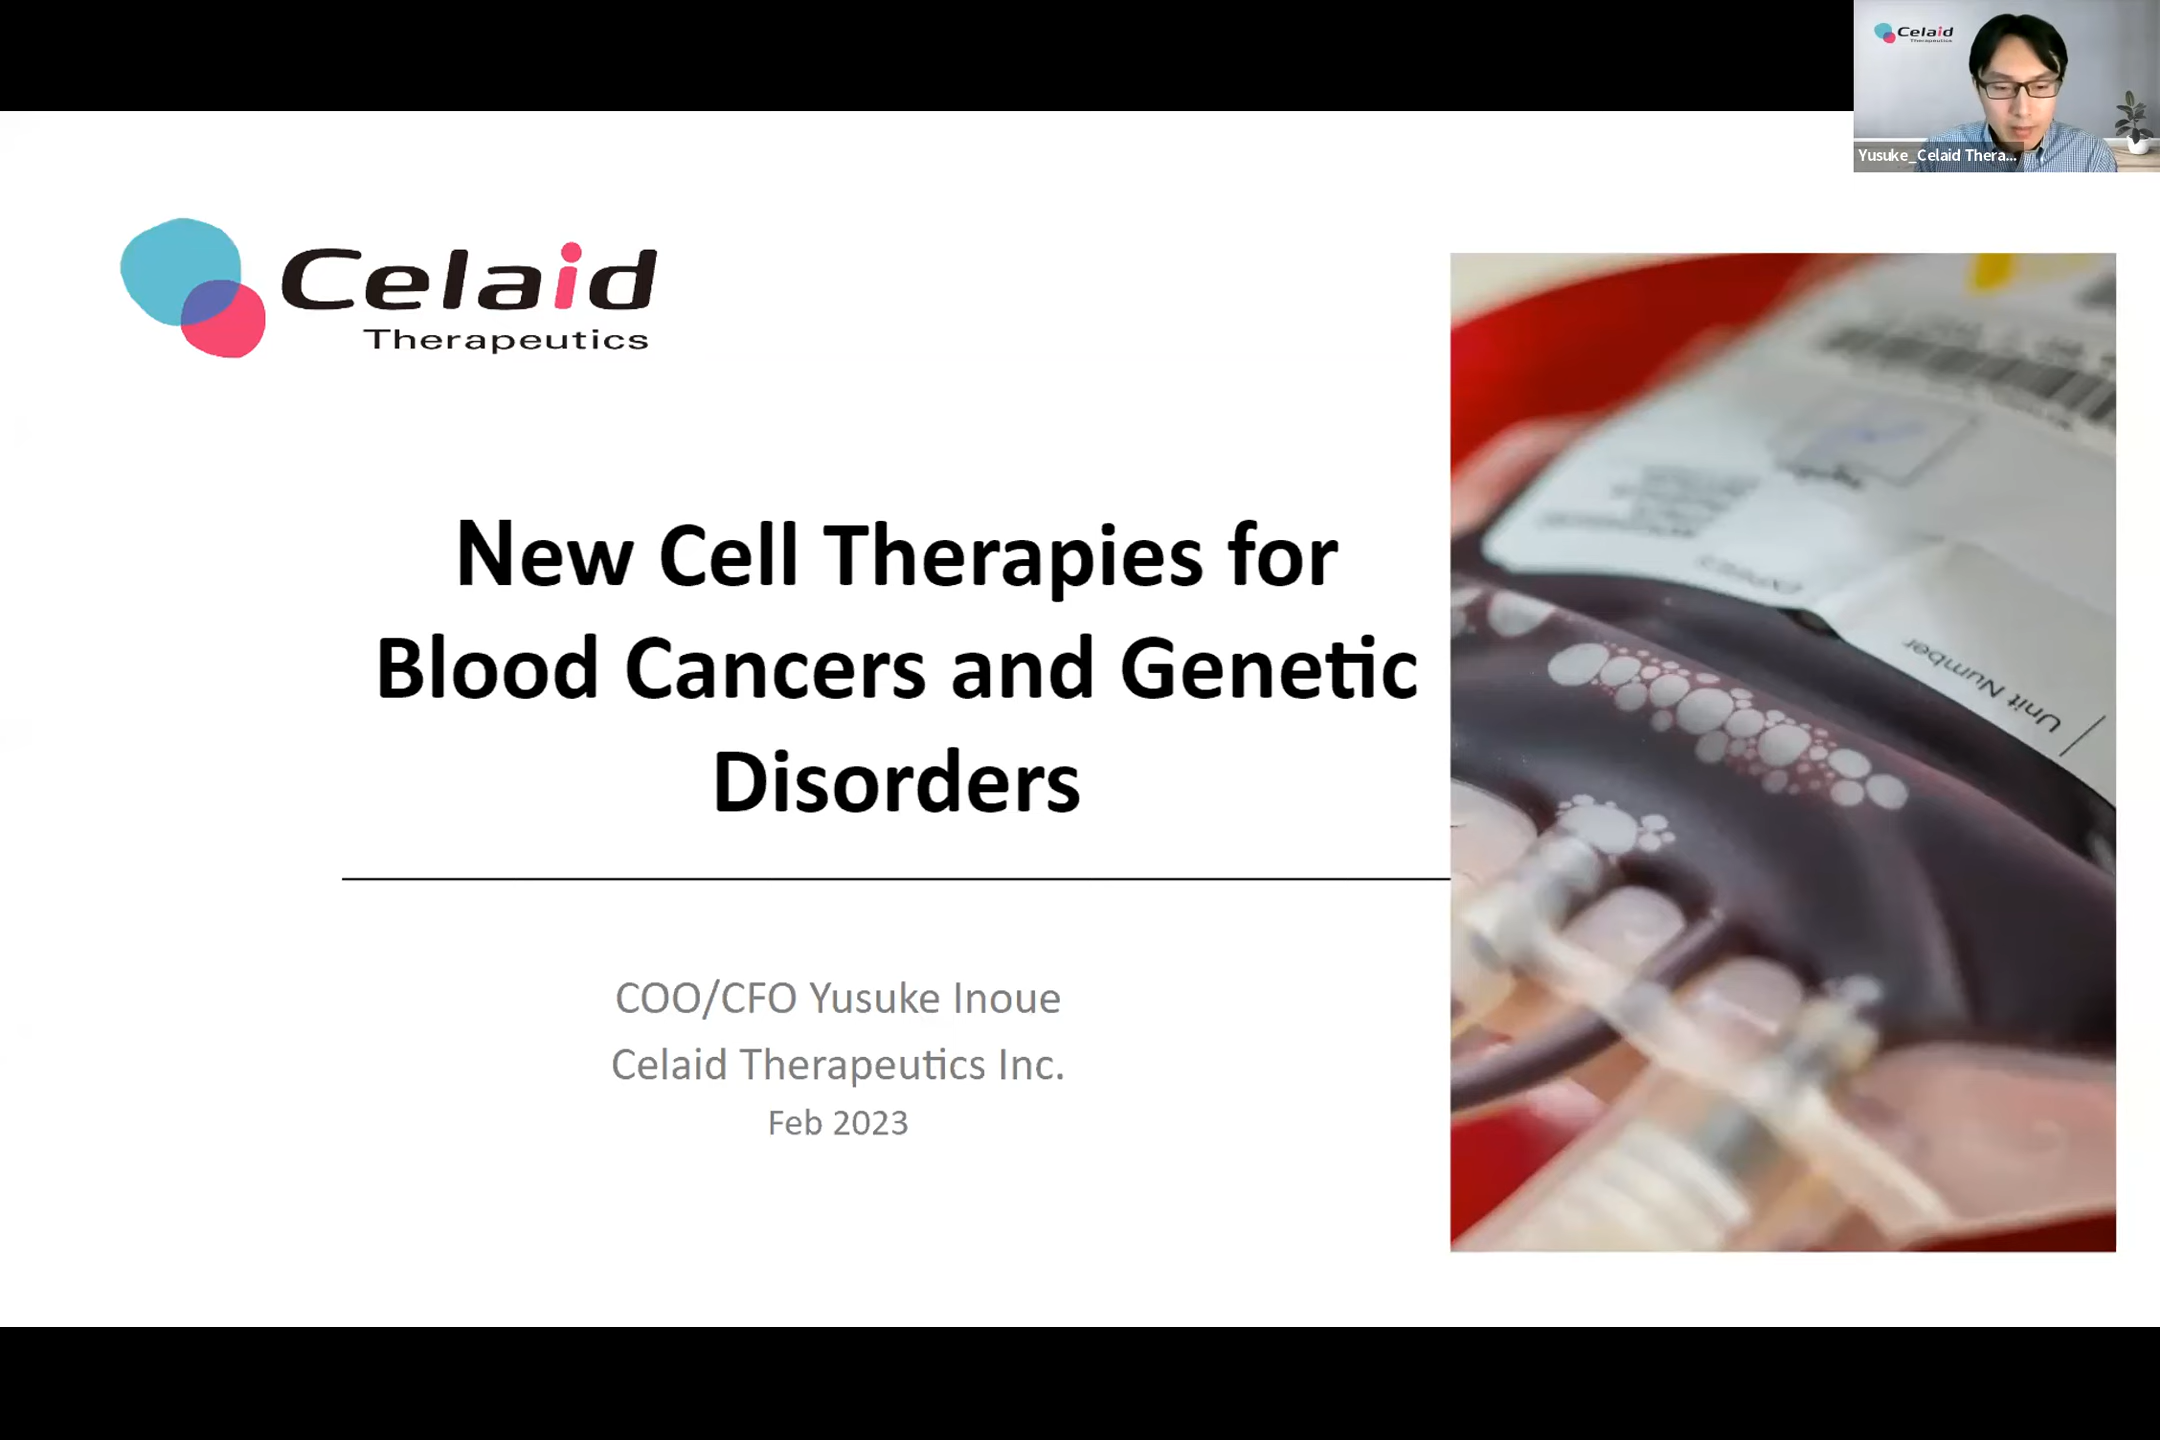 Celaid
Therapeutics
Yusuke_Celaid Thera...
Celaid
Therapeutics
New Cell Therapies for
Blood Cancers and Genetic
Disorders
COO/CFO Yusuke Inoue
Celaid Therapeutics Inc.
Feb 2023
Unit Number